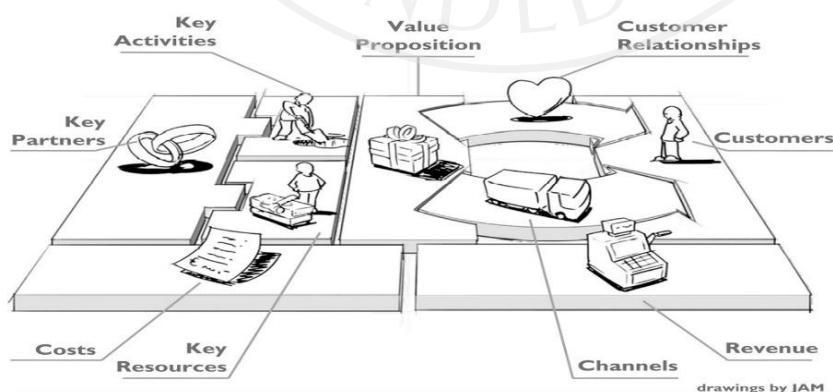 Key
Activities
Value
Proposition
Customer
Relationships
Key
Partners
Customers
Costs
Key
Resources
Channels
Revenue
drawings by JAM